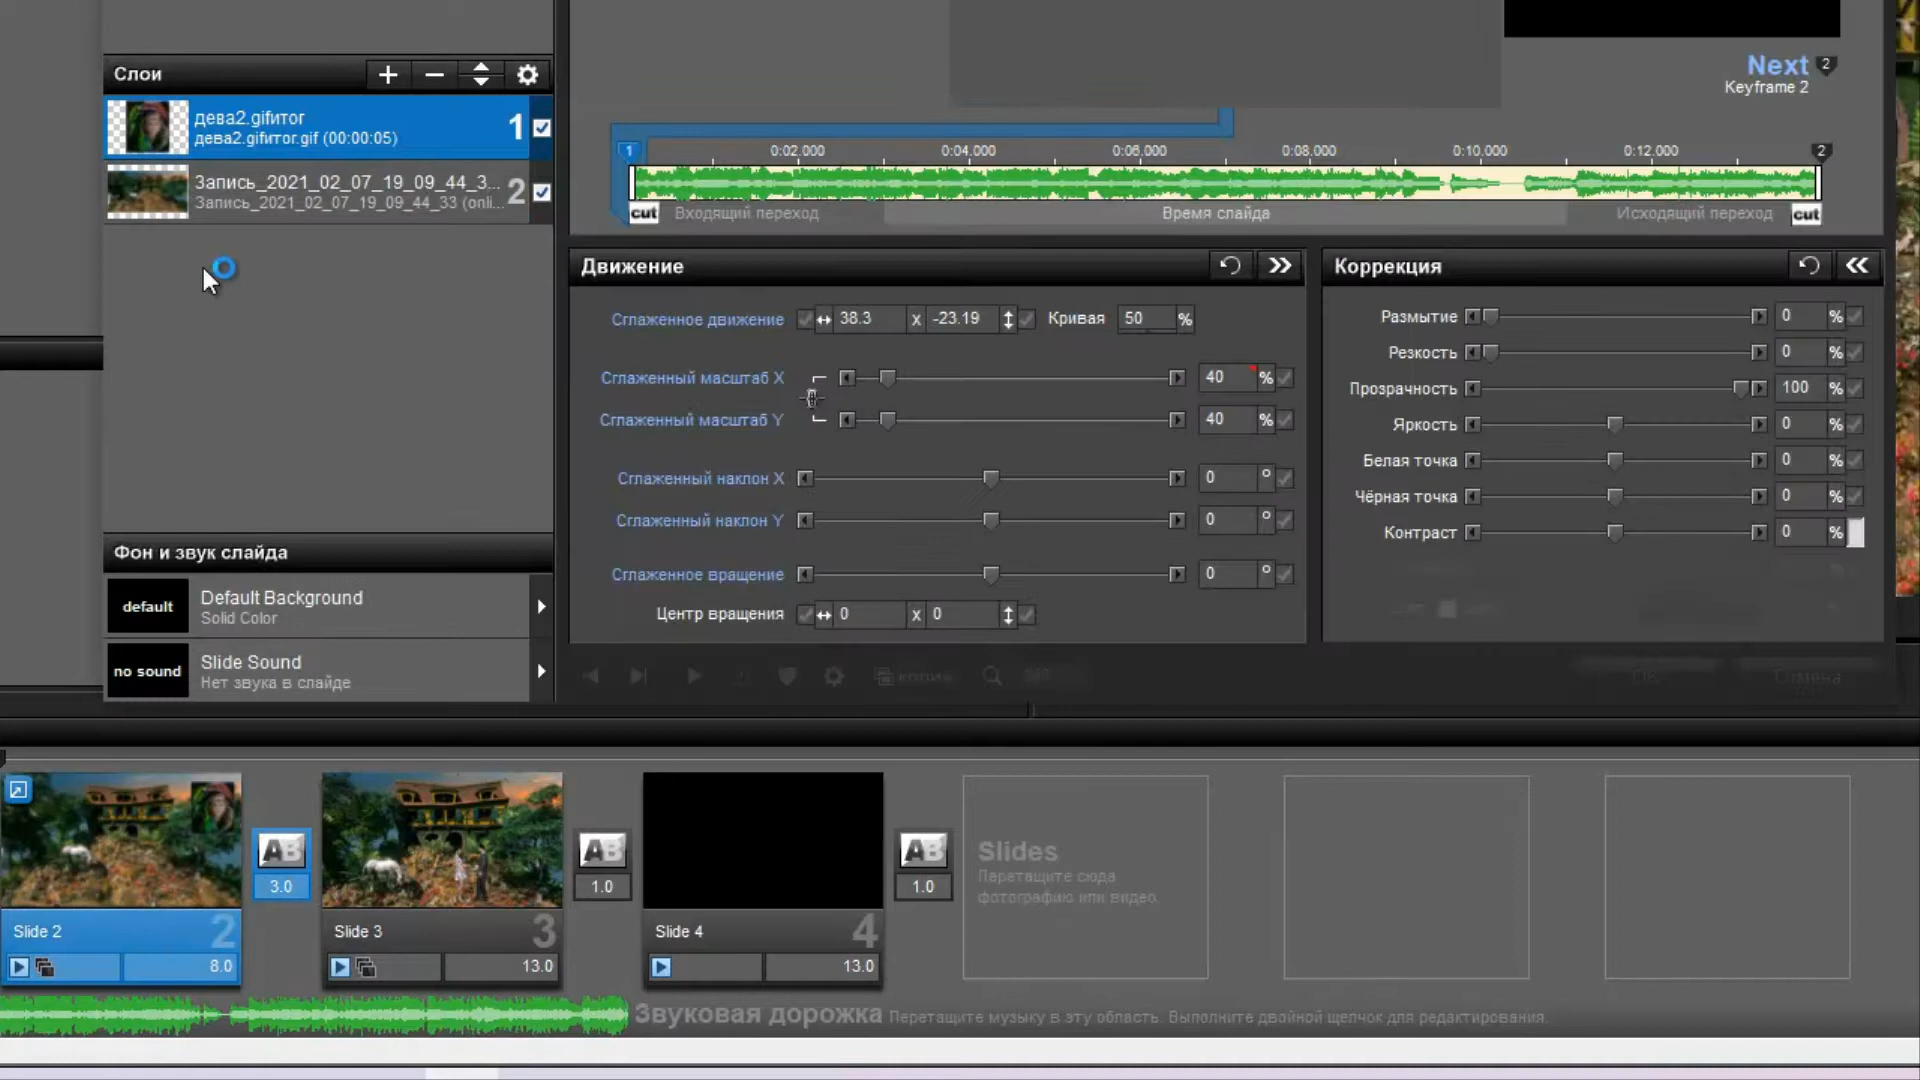 Слои
дева2.gifитог
дева2.gifитог.gif (00:00:05)
1
Запись_2021_02_07_19_09_44_3...
Запись_2021_02_07_19_09_44_33 (onli...
2
Фон и звук слайда
default
Default Background
Solid Color
no sound
Slide Sound
Нет звука в слайде
Next 2
Keyframe 2
1 0:02.000 0:04.000 0:06.000 0:08.000 0:10.000 0:12.000 2
cut Входящий переход Время слайда Исходящий переход cut
Движение
Сглаженное движение 38.3 x -23.19 Кривая 50 %
Сглаженный масштаб X 40 %
Сглаженный масштаб Y 40 %
Сглаженный наклон X 0 °
Сглаженный наклон Y 0 °
Сглаженное вращение 0 °
Центр вращения 0 x 0
Коррекция
Размытие 0 %
Резкость 0 %
Прозрачность 100 %
Яркость 0 %
Белая точка 0 %
Чёрная точка 0 %
Контраст 0 %
Отмена
Slide 2 2
8.0
AB
3.0
Slide 3 3
13.0
AB
1.0
Slide 4 4
13.0
AB
1.0
Slides
Перетащите сюда
фотографию или видео.
Звуковая дорожка Перетащите музыку в эту область. Выполните двойной щелчок для редактирования.